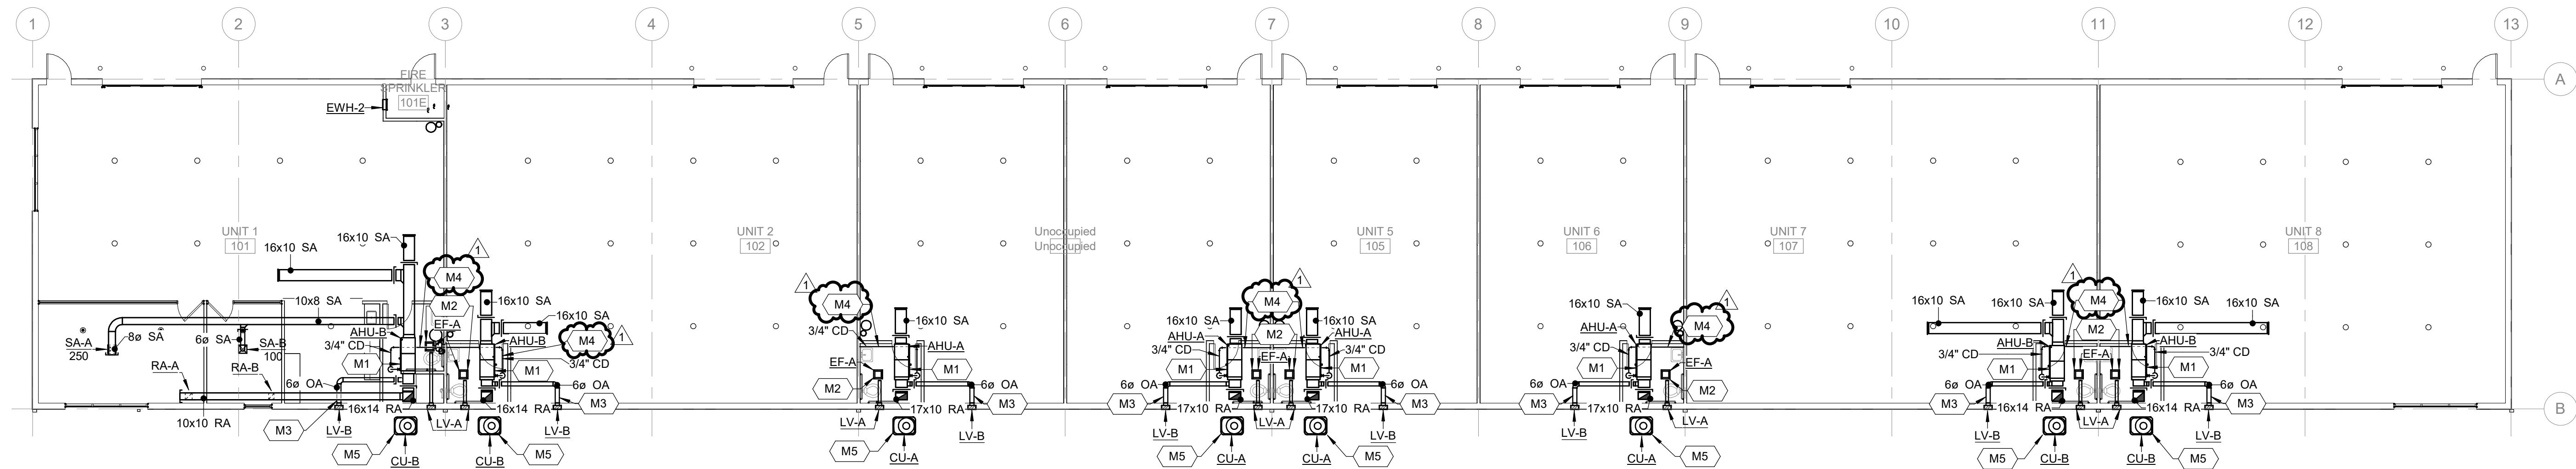 1 2 3 4 5 6 7 8 9 10 11 12 13
A
FIRE
SPRINKLER
101E
EWH-2
UNIT 1
101
UNIT 2
102
Unoccupied
Unoccupied
UNIT 5
105
UNIT 6
106
UNIT 7
107
UNIT 8
108
16x10 SA
16x10 SA
1
M4
M2
EF-A
10x8 SA
AHU-B
3/4" CD
M1
SA-A
250
8ø SA
6ø SA
SA-B
100
RA-A
RA-B
6ø OA
10x10 RA
M3
LV-B
16x14 RA
M5
CU-B
LV-A
16x10 SA
16x10 SA
AHU-B
M4
1
3/4" CD
M1
6ø OA
16x14 RA
M3
LV-B
CU-B
M5
1
M4
3/4" CD
16x10 SA
AHU-A
EF-A
M2
M1
6ø OA
M3
17x10 RA
LV-A
LV-B
M5
CU-A
1
M4
16x10 SA
16x10 SA
M2
AHU-A
AHU-A
EF-A
3/4" CD
3/4" CD
M1
M1
6ø OA
6ø OA
M3
M3
17x10 RA
17x10 RA
LV-A
LV-B
LV-B
M5
CU-A
CU-A
M5
16x10 SA
1
M4
AHU-A
3/4" CD
EF-A
M1
M2
6ø OA
M3
17x10 RA
LV-A
LV-B
CU-A
M5
1
M4
16x10 SA
16x10 SA
16x10 SA
16x10 SA
M2
AHU-B
AHU-B
EF-A
3/4" CD
3/4" CD
M1
M1
6ø OA
6ø OA
M3
M3
16x14 RA
16x14 RA
LV-A
LV-B
LV-B
M5
CU-B
CU-B
M5
B